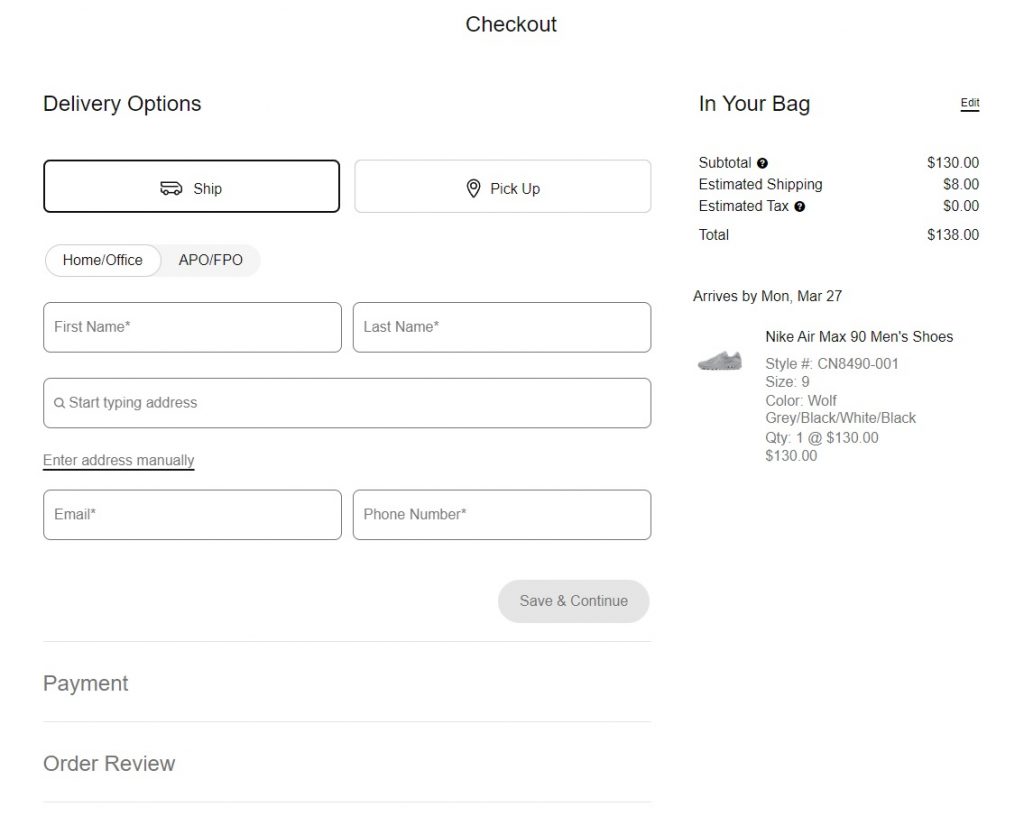 Checkout
Delivery Options
Ship
Pick Up
Home/Office
APO/FPO
First Name*
Last Name*
Start typing address
Enter address manually
Email*
Phone Number*
Save & Continue
Payment
Order Review
In Your Bag
Edit
Subtotal ? $130.00
Estimated Shipping $8.00
Estimated Tax ? $0.00
Total $138.00
Arrives by Mon, Mar 27
Nike Air Max 90 Men's Shoes
Style #: CN8490-001
Size: 9
Color: Wolf
Grey/Black/White/Black
Qty: 1 @ $130.00
$130.00